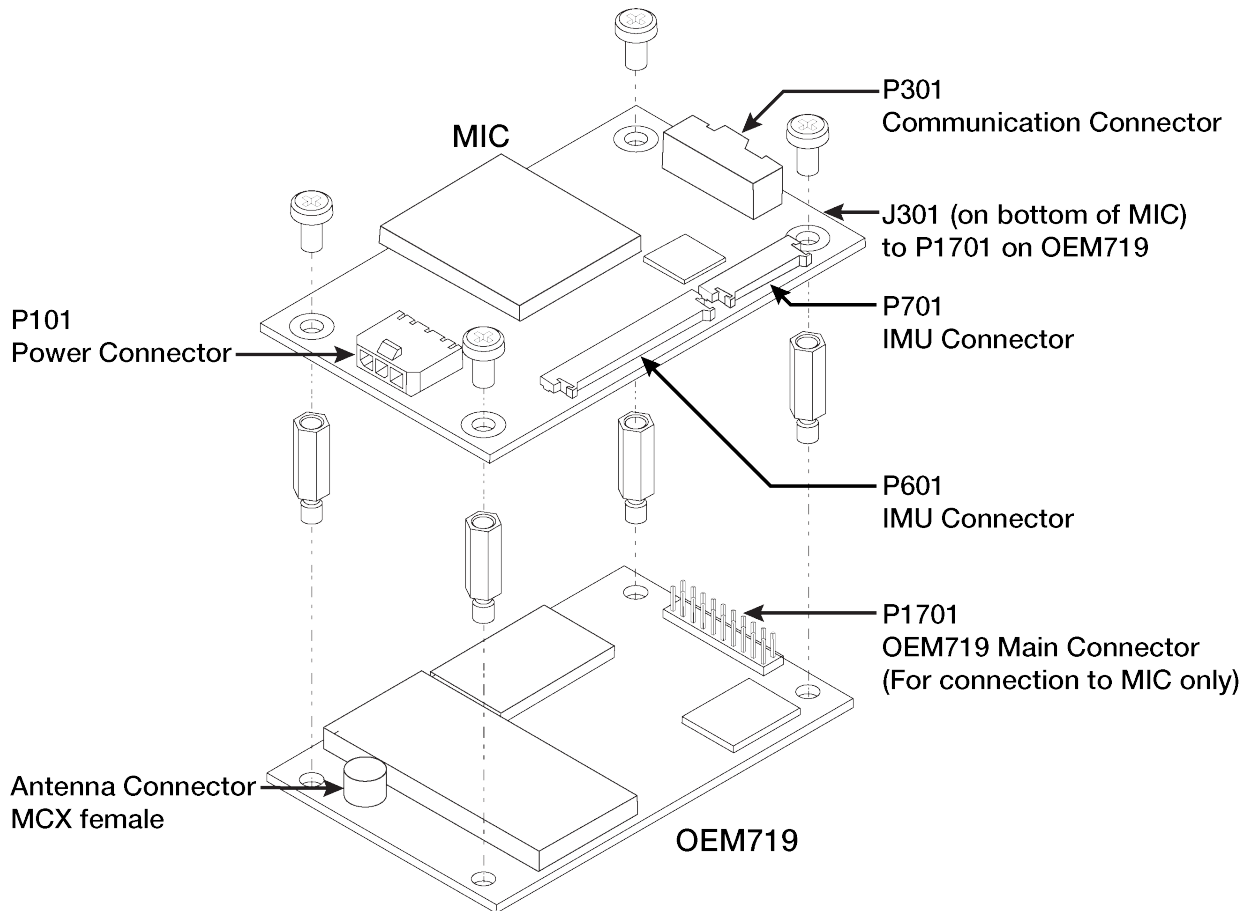 P301
Communication Connector
MIC
J301 (on bottom of MIC)
to P1701 on OEM719
P701
IMU Connector
P101
Power Connector
P601
IMU Connector
P1701
OEM719 Main Connector
(For connection to MIC only)
Antenna Connector
MCX female
OEM719